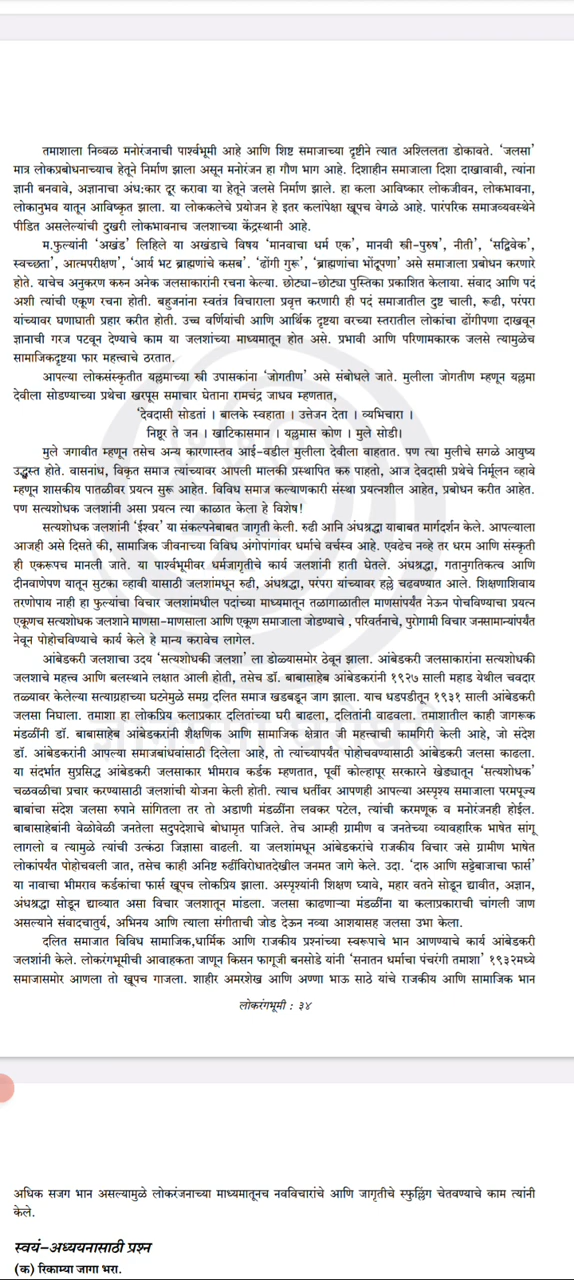 तमाशाला निव्वळ मनोरंजनाची पार्श्वभूमी आहे आणि शिष्ट समाजाच्या दृष्टीने त्यात अश्लिलता डोकावते. 'जलसा'
मात्र लोकप्रबोधनाच्याच हेतूने निर्माण झाला असून मनोरंजन हा गौण भाग आहे. दिशाहीन समाजाला दिशा दाखवावी, त्यांना
ज्ञानी बनवावे, अज्ञानाचा अंध:कार दूर करावा या हेतूने जलसे निर्माण झाले. हा कला आविष्कार लोकजीवन, लोकभावना,
लोकानुभव यातून आविष्कृत झाला. या लोककलेचे प्रयोजन हे इतर कलांपेक्षा खूपच वेगळे आहे. पारंपरिक समाजव्यवस्थेने
पीडित असलेल्यांची दुखरी लोकभावनाच जलशाच्या केंद्रस्थानी आहे.
म.फुल्यांनी 'अखंड' लिहिले या अखंडाचे विषय 'मानवाचा धर्म एक', मानवी स्त्री-पुरुष', नीती', 'सद्विवेक',
स्वच्छता', आत्मपरीक्षण', 'आर्य भट ब्राह्मणांचे कसब'. 'ढोंगी गुरू', 'ब्राह्मणांचा भोंदूपणा' असे समाजाला प्रबोधन करणारे
होते. याचेच अनुकरण करुन अनेक जलसाकारांनी रचना केल्या. छोट्या-छोट्या पुस्तिका प्रकाशित केलाया. संवाद आणि पदं
अशी त्यांची एकूण रचना होती. बहुजनांना स्वतंत्र विचाराला प्रवृत्त करणारी ही पदं समाजातील दुष्ट चाली, रूढी, परंपरा
यांच्यावर घणाघाती प्रहार करीत होती. उच्च वर्णियांची आणि आर्थिक दृष्टया वरच्या स्तरातील लोकांचा ढोंगीपणा दाखवून
ज्ञानाची गरज पटवून देण्याचे काम या जलशांच्या माध्यमातून होत असे. प्रभावी आणि परिणामकारक जलसे त्यामुळेच
सामाजिकदृष्टवा फार महत्त्वाचे ठरतात.
आपल्या लोकसंस्कृतीत यल्लमाच्या स्त्री उपासकांना 'जोगतीण' असे संबोधले जाते. मुलीला जोगतीण म्हणून यल्लमा
देवीला सोडण्याच्या प्रथेचा खरपूस समाचार घेताना रामचंद्र जाधव म्हणतात,
'देवदासी सोडतां । बालके स्वहाता । उत्तेजन देता । व्यभिचारा ।
निष्ठूर ते जन । खाटिकासमान । यल्लमास कोण । मुले सोडी।
मुले जगावीत म्हणून तसेच अन्य कारणास्तव आई-वडील मुलीला देवीला वाहतात. पण त्या मुलीचे सगळे आयुष्य
उद्ध्वस्त होते. वासनांध, विकृत समाज त्यांच्यावर आपली मालकी प्रस्थापित करु पाहतो, आज देवदासी प्रथेचे निर्मूलन व्हावे
म्हणून शासकीय पातळीवर प्रयत्न सुरू आहेत. विविध समाज कल्याणकारी संस्था प्रयत्नशील आहेत, प्रबोधन करीत आहेत.
पण सत्यशोधक जलशांनी असा प्रयत्न त्या काळात केला हे विशेष!
सत्यशोधक जलशांनी 'ईश्वर' या संकल्पनेबाबत जागृती केली. रुढी आनि अंधश्रद्धा याबाबत मार्गदर्शन केले. आपल्याला
आजही असे दिसते की, सामाजिक जीवनाच्या विविध अंगोपांगांवर धर्माचे वर्चस्व आहे. एवढेच नव्हे तर धरम आणि संस्कृती
ही एकरूपच मानली जाते. या पार्श्वभूमीवर धर्मजागृतीचे कार्य जलशांनी हाती घेतले. अंधश्रद्धा, गतानुगतिकत्व आणि
दीनवाणेपण यातून सुटका व्हावी यासाठी जलशांमधून रुढी, अंधश्रद्धा, परंपरा यांच्यावर हल्ले चढवण्यात आले. शिक्षणाशिवाय
तरणोपाय नाही हा फुल्यांचा विचार जलशांमधील पदांच्या माध्यमातून तळागाळातील माणसांपर्यंत नेऊन पोचविण्याचा प्रयत्न
एकूणच सत्यशोधक जलशाने माणसा-माणसाला आणि एकूण समाजाला जोडण्याचे , परिवर्तनाचे, पुरोगामी विचार जनसामान्यांपर्यंत
नेवून पोहोचविण्याचे कार्य केले हे मान्य करावेच लागेल.
आंबेडकरी जलशाचा उदय 'सत्यशोधकी जलशा' ला डोळ्यासमोर ठेवून झाला. आंबेडकरी जलसाकारांना सत्यशोधकी
जलशाचे महत्त्व आणि बलस्थाने लक्षात आली होती, तसेच डॉ. बाबासाहेब आंबेडकरांनी १९२७ साली महाड येथील चवदार
तळ्यावर केलेल्या सत्याग्रहाच्या घटनेमुळे समग्र दलित समाज खडबडून जाग झाला. याच धडपडीतून १९३१ साली आंबेडकरी
जलसा निघाला. तमाशा हा लोकप्रिय कलाप्रकार दलितांच्या घरी बाढला, दलितांनी वाढवला. तमाशातील काही जागरूक
मंडळींनी डॉ. बाबासाहेब आंबेडकरांनी शैक्षणिक आणि सामाजिक क्षेत्रात जी महत्त्वाची कामगिरी केली आहे, जो संदेश
डॉ. आंबेडकरांनी आपल्या समाजबांधवांसाठी दिलेला आहे, तो त्यांच्यापर्यंत पोहोचवण्यासाठी आंबेडकरी जलसा काढला.
या संदर्भात सुप्रसिद्ध आंबेडकरी जलसाकार भीमराव कर्डक म्हणतात, पूर्वी कोल्हापूर सरकारने खेड्यातून 'सत्यशोधक'
चळवळीचा प्रचार करण्यासाठी जलशांची योजना केली होती. त्याच धर्तीवर आपणही आपल्या अस्पृश्य समाजाला परमपूज्य
बाबांचा संदेश जलसा रुपाने सांगितला तर तो अडाणी मंडळींना लवकर पटेल, त्यांची करमणूक व मनोरंजनही होईल.
बाबासाहेबांनी वेळोवेळी जनतेला सदुपदेशाचे बोधामृत पाजिले. तेच आम्ही ग्रामीण व जनतेच्या व्यावहारिक भाषेत सांगू
लागलो व त्यामुळे त्यांची उत्कंठा जिज्ञासा वाढली. या जलशांमधून आंबेडकरांचे राजकीय विचार जसे ग्रामीण भाषेत
लोकांपर्यंत पोहोचवली जात, तसेच काही अनिष्ट रुढींविरोधातदेखील जनमत जागे केले. उदा. 'दारु आणि सट्टेबाजाचा फार्स'
या नावाचा भीमराव कर्डकांचा फार्स खूपच लोकप्रिय झाला. अस्पृश्यांनी शिक्षण घ्यावे, महार वतने सोडून द्यावीत, अज्ञान,
अंधश्रद्धा सोडून द्याव्यात असा विचार जलशातून मांडला. जलसा काढणाऱ्या मंडळींना या कलाप्रकाराची चांगली जाण
असल्याने संवादचातुर्य, अभिनय आणि त्याला संगीताची जोड देऊन नव्या आशयासह जलसा उभा केला.
दलित समाजात विविध सामाजिक,धार्मिक आणि राजकीय प्रश्नांच्या स्वरूपाचे भान आणण्याचे कार्य आंबेडकरी
जलशांनी केले. लोकरंगभूमीची आवाहकता जाणून किसन फागूजी बनसोडे यांनी 'सनातन धर्माचा पंचरंगी तमाशा' १९३२मध्ये
समाजासमोर आणला तो खूपच गाजला. शाहीर अमरशेख आणि अण्णा भाऊ साठे यांचे राजकीय आणि सामाजिक भान
लोकरंगभूमी : ३४
अधिक सजग भान असल्यामुळे लोकरंजनाच्या माध्यमातूनच नवविचारांचे आणि जागृतीचे स्फुल्लिंग चेतवण्याचे काम त्यांनी
केले.
स्वयं-अध्ययनासाठी प्रश्न
(क) रिकाम्या जागा भरा.